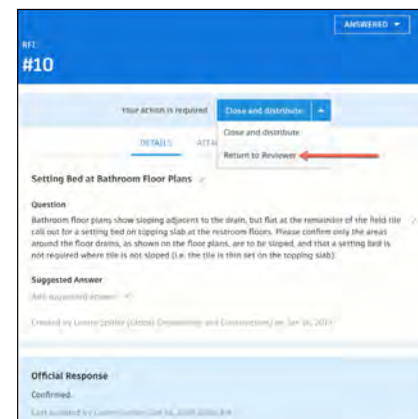 ANSWERED
RFI:
#10
Your action is required
Close and distribute
Close and distribute
Return to Reviewer
DETAILS
Setting Bed at Bathroom Floor Plans
Question
Bathroom floor plans show sloping adjacent to the drain, but flat at the remainder of the field tile
call out for a setting bed on topping slab at the restroom floors. Please confirm only the areas
around the floor drains, as shown on the floor plans, are to be sloped, and that a setting bed is
not required where tile is not sloped (i.e. the tile is thin set on the topping slab).
Suggested Answer
Add suggested answer
Official Response
Confirmed.